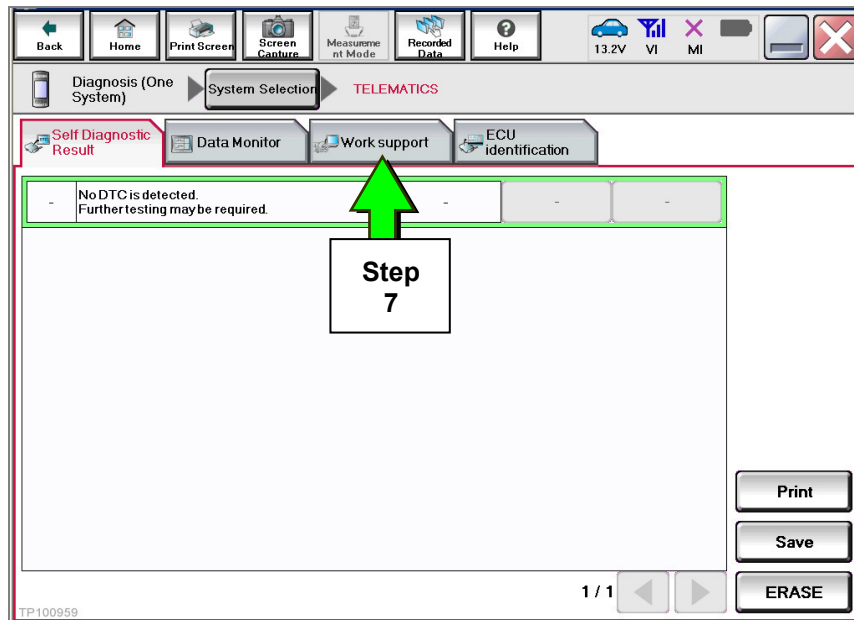 Back
Home
Print Screen
Screen
Capture
Measureme
nt Mode
Recorded
Data
Help
13.2V
VI
MI
Diagnosis (One
System)
System Selection
TELEMATICS
Self Diagnostic
Result
Data Monitor
Work support
ECU
identification
-
No DTC is detected.
Further testing may be required.
-
-
-
Step
7
Print
Save
1 / 1
ERASE
TP100959